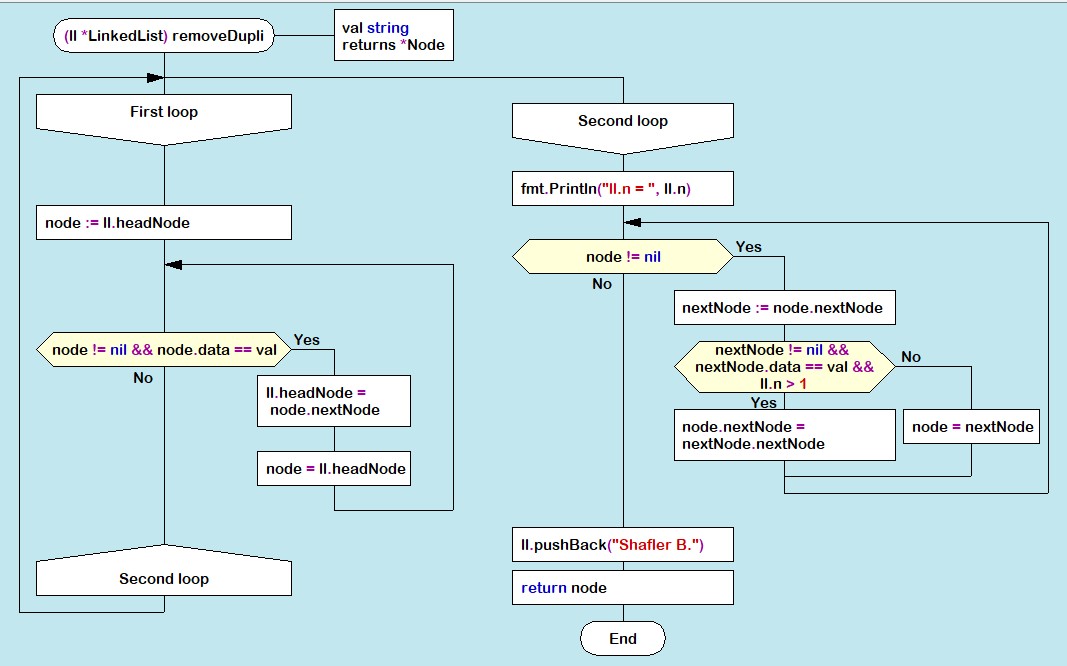 (ll *LinkedList) removeDupli
val string
returns *Node
First loop
node := ll.headNode
node != nil && node.data == val
Yes
No
ll.headNode =
node.nextNode
node = ll.headNode
Second loop
Second loop
fmt.Println("ll.n = ", ll.n)
node != nil
Yes
No
nextNode := node.nextNode
nextNode != nil &&
nextNode.data == val &&
ll.n > 1
No
Yes
node.nextNode =
nextNode.nextNode
node = nextNode
ll.pushBack("Shafler B.")
return node
End